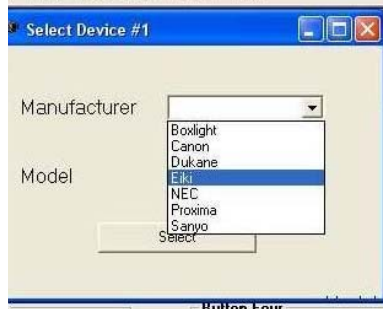 Select Device #1
Manufacturer
Boxlight
Canon
Dukane
Eiki
NEC
Proxima
Sanyo
Model
Select
Button Four